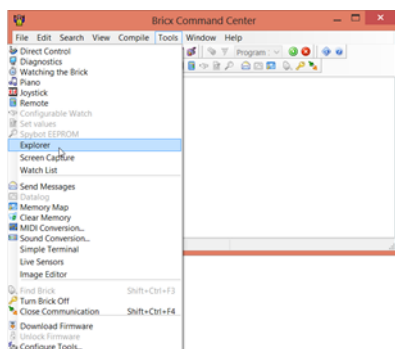 Bricx Command Center
File Edit Search View Compile Tools Window Help
Direct Control
Diagnostics
Watching the Brick
Piano
Joystick
Remote
Configurable Watch
Set values
Spybot EEPROM
Explorer
Screen Capture
Watch List
Send Messages
Datalog
Memory Map
Clear Memory
MIDI Conversion...
Sound Conversion...
Simple Terminal
Live Sensors
Image Editor
Find Brick Shift+Ctrl+F3
Turn Brick Off
Close Communication Shift+Ctrl+F4
Download Firmware
Unlock Firmware
Configure Tools...
Program :